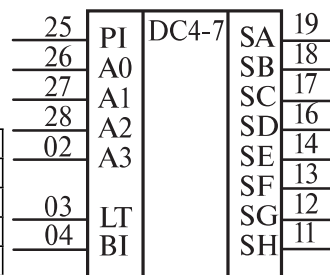 25 PI DC4-7 SA 19
26 A0 SB 18
27 A1 SC 17
28 A2 SD 16
02 A3 SE 14
SF 13
03 LT SG 12
04 BI SH 11